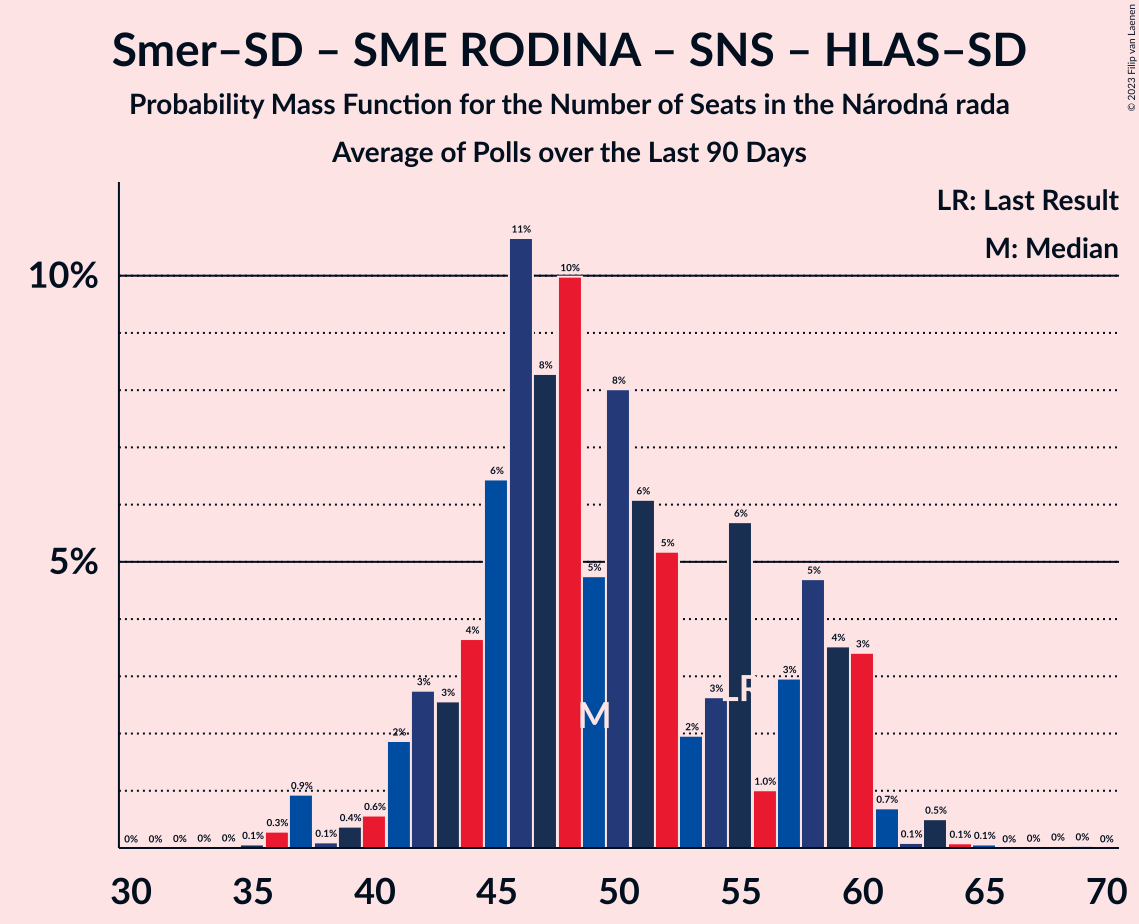 Smer–SD – SME RODINA – SNS – HLAS–SD
Probability Mass Function for the Number of Seats in the Národná rada
Average of Polls over the Last 90 Days
© 2023 Filip van Laenen
LR: Last Result
M: Median
10%
5%
0% 0% 0% 0% 0% 0.1% 0.3% 0.9% 0.1% 0.4% 0.6% 2% 3% 3% 4% 6% 11% 8% 10% 5% 8% 6% 5% 2% 3% 6% 1.0% 3% 5% 4% 3% 0.7% 0.1% 0.5% 0.1% 0.1% 0% 0% 0% 0% 0%
M
LR
30 35 40 45 50 55 60 65 70